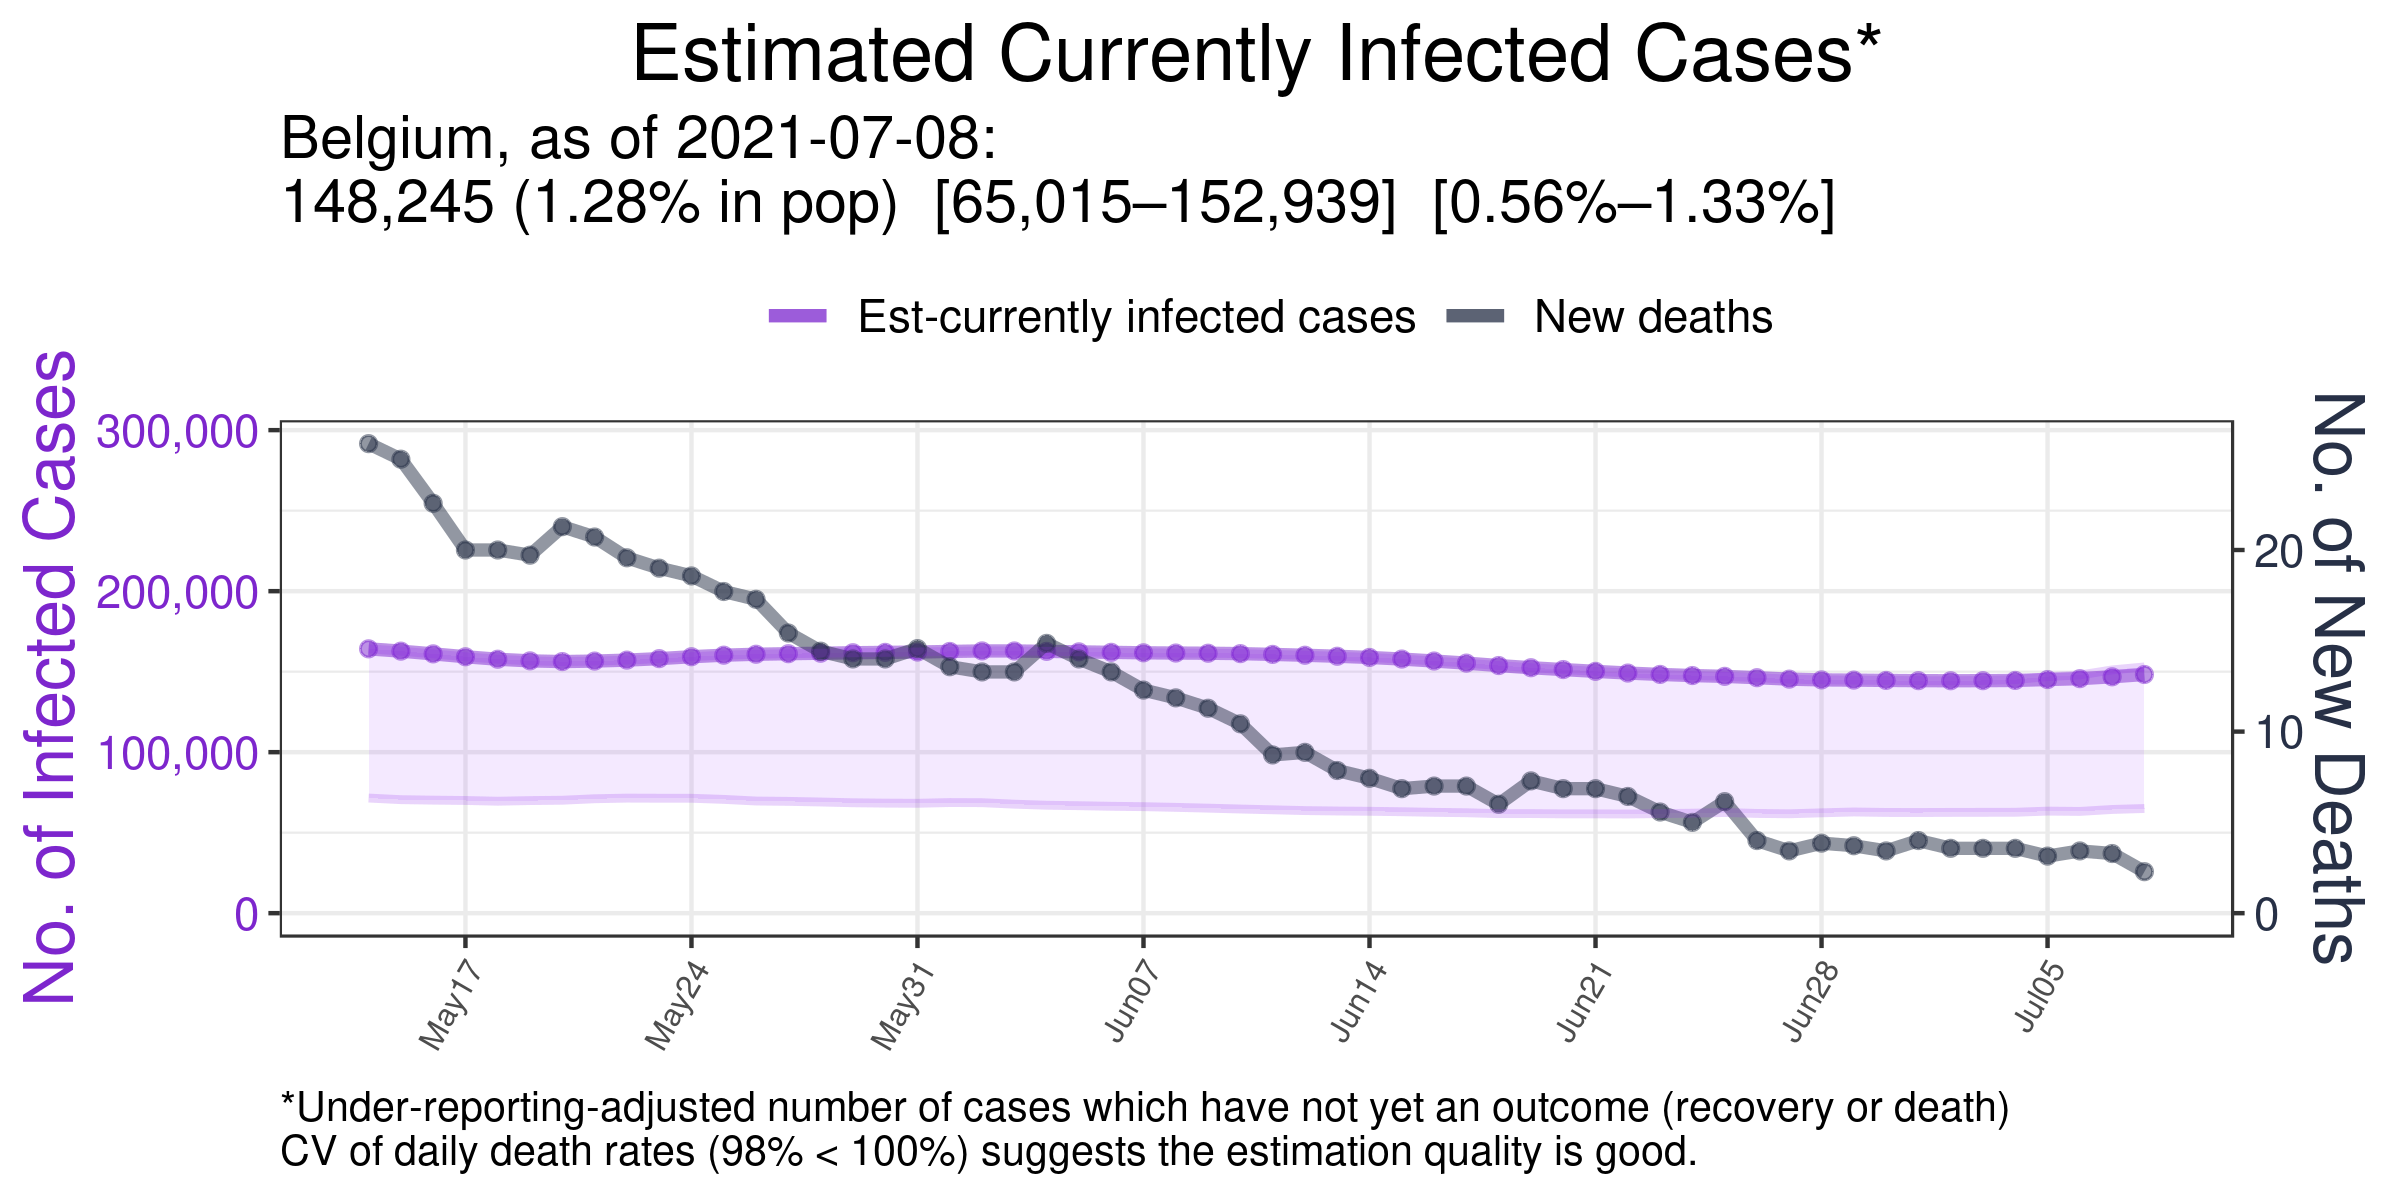 Estimated Currently Infected Cases*
Belgium, as of 2021-07-08:
148,245 (1.28% in pop) [65,015–152,939] [0.56%–1.33%]
Est-currently infected cases
New deaths
No. of Infected Cases
300,000
200,000
100,000
0
No. of New Deaths
20
10
0
May17
May24
May31
Jun07
Jun14
Jun21
Jun28
Jul05
*Under-reporting-adjusted number of cases which have not yet an outcome (recovery or death)
CV of daily death rates (98% < 100%) suggests the estimation quality is good.